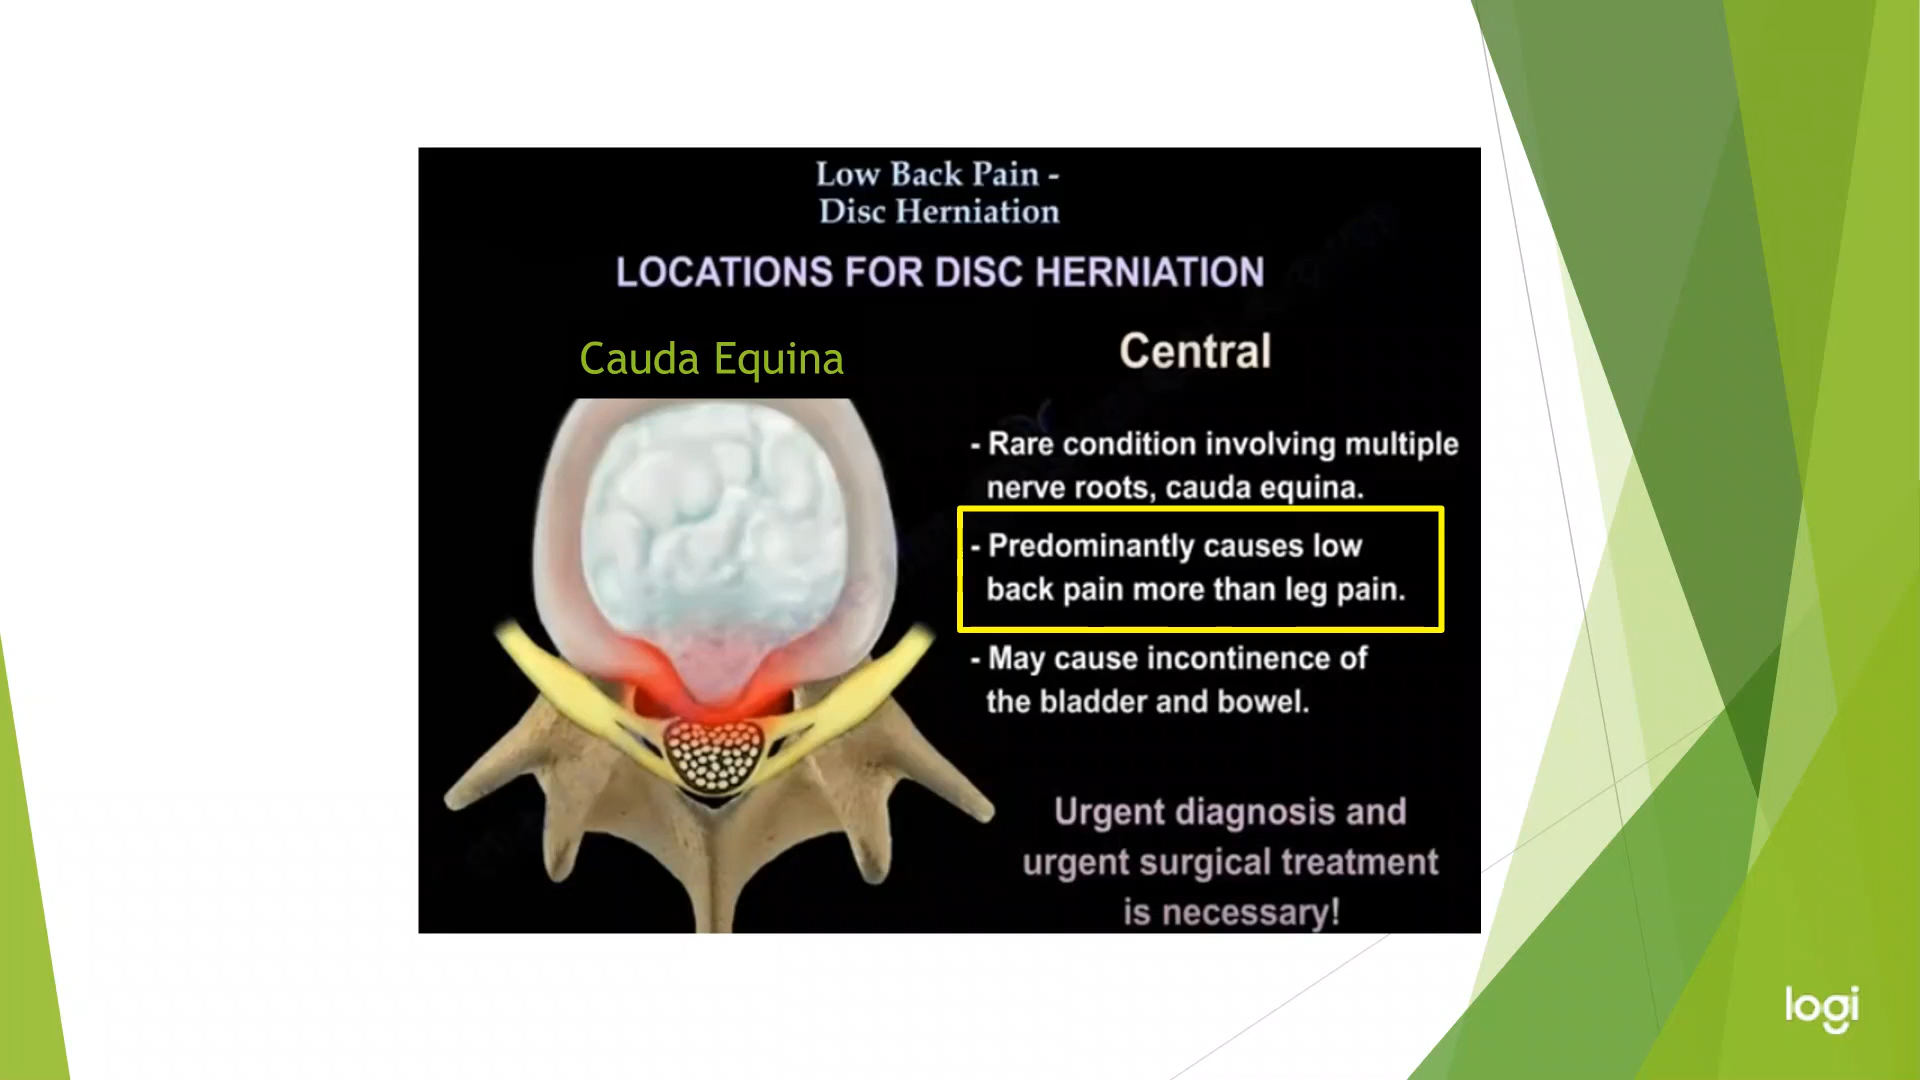 Low Back Pain -
Disc Herniation
LOCATIONS FOR DISC HERNIATION
Cauda Equina
Central
- Rare condition involving multiple
nerve roots, cauda equina.
- Predominantly causes low
back pain more than leg pain.
- May cause incontinence of
the bladder and bowel.
Urgent diagnosis and
urgent surgical treatment
is necessary!
logi